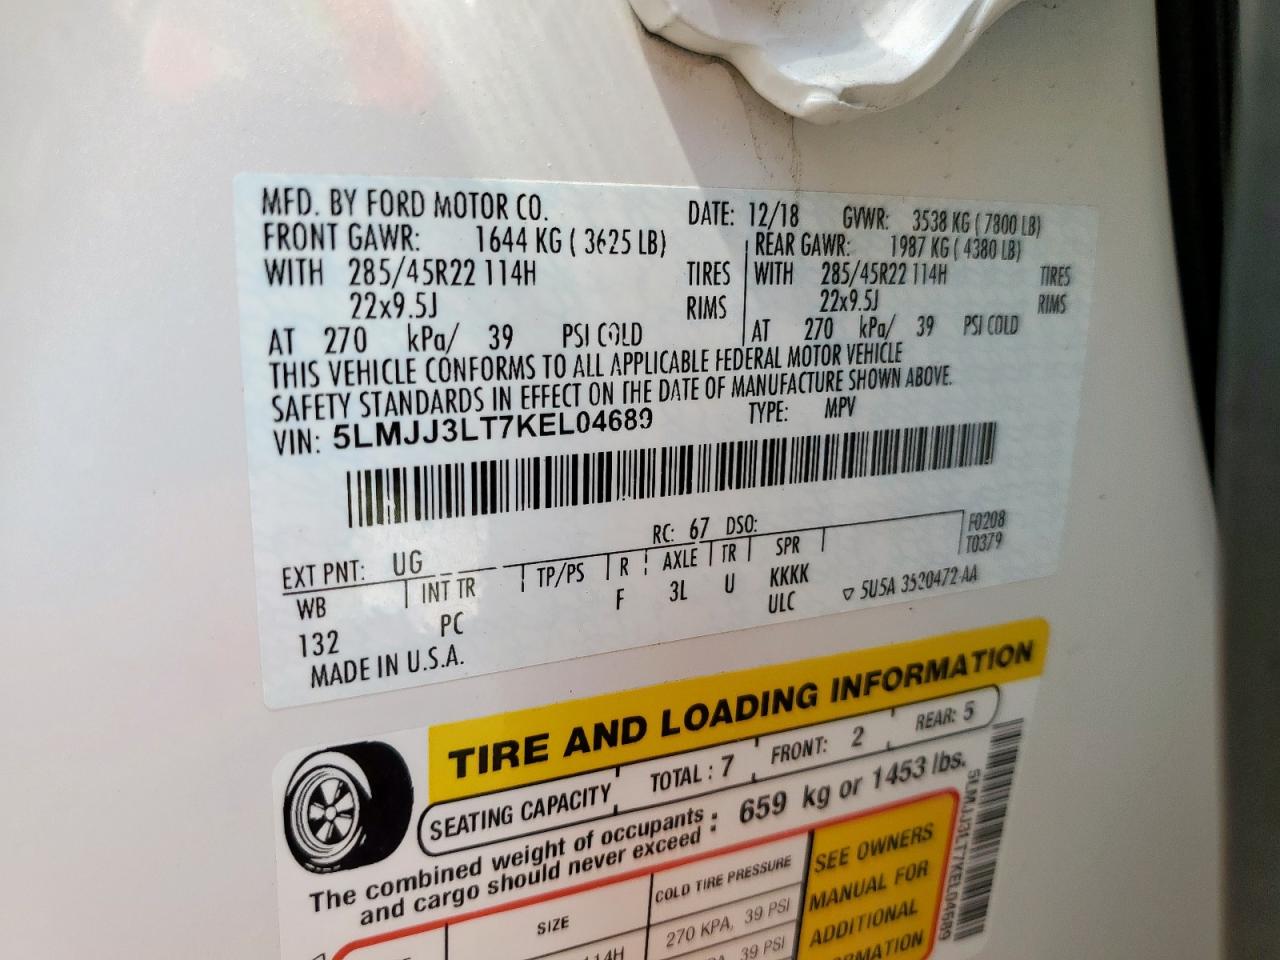 MFD. BY FORD MOTOR CO. DATE: 12/18 GVWR: 3538 KG ( 7800 LB)
FRONT GAWR: 1644 KG ( 3625 LB) REAR GAWR: 1987 KG ( 4380 LB)
WITH 285/45R22 114H TIRES WITH 285/45R22 114H TIRES
22x9.5J RIMS 22x9.5J RIMS
AT 270 kPa/ 39 PSI COLD AT 270 kPa/ 39 PSI COLD
THIS VEHICLE CONFORMS TO ALL APPLICABLE FEDERAL MOTOR VEHICLE
SAFETY STANDARDS IN EFFECT ON THE DATE OF MANUFACTURE SHOWN ABOVE.
VIN: 5LMJJ3LT7KEL04689 TYPE: MPV
EXT PNT: UG RC: 67 DSO: F0208
WB INT TR TP/PS R AXLE TR SPR T0379
132 PC F 3L U KKKK
ULC ▽ 5U5A 3520472 AA
MADE IN U.S.A.
TIRE AND LOADING INFORMATION
SEATING CAPACITY TOTAL : 7 FRONT: 2 REAR: 5
The combined weight of occupants and cargo should never exceed : 659 kg or 1453 lbs.
SIZE COLD TIRE PRESSURE
114H 270 KPA, 39 PSI
39 PSI
SEE OWNERS
MANUAL FOR
ADDITIONAL
5LMJJ3LT7KEL04689